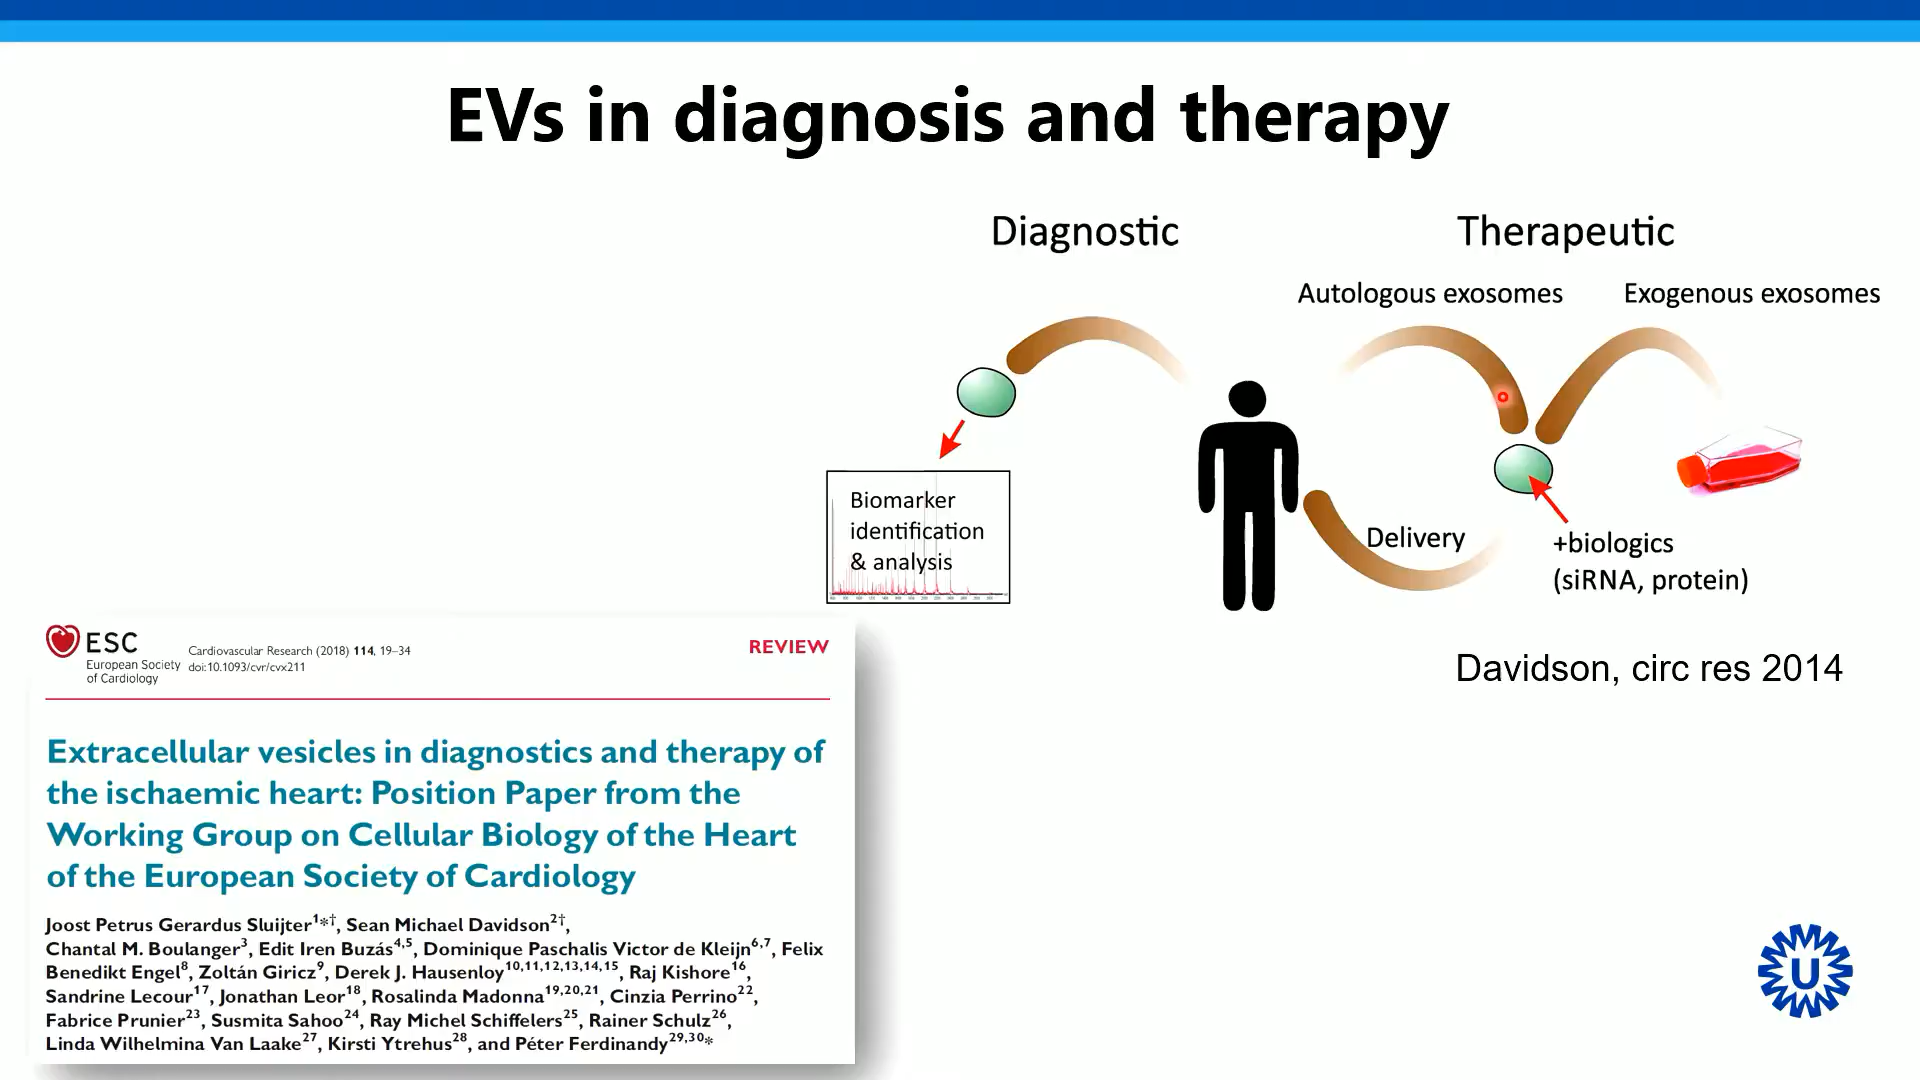 EVs in diagnosis and therapy
Diagnostic
Therapeutic
Autologous exosomes
Exogenous exosomes
Biomarker
identification
& analysis
Delivery
+biologics
(siRNA, protein)
Davidson, circ res 2014
ESC
European Society
of Cardiology
Cardiovascular Research (2018) 114, 19–34
doi:10.1093/cvr/cvx211
REVIEW
Extracellular vesicles in diagnostics and therapy of
the ischaemic heart: Position Paper from the
Working Group on Cellular Biology of the Heart
of the European Society of Cardiology
Joost Petrus Gerardus Sluijter1*†, Sean Michael Davidson2†,
Chantal M. Boulanger3, Edit Iren Buzás4,5, Dominique Paschalis Victor de Kleijn6,7, Felix
Benedikt Engel8, Zoltán Giricz9, Derek J. Hausenloy10,11,12,13,14,15, Raj Kishore16,
Sandrine Lecour17, Jonathan Leor18, Rosalinda Madonna19,20,21, Cinzia Perrino22,
Fabrice Prunier23, Susmita Sahoo24, Ray Michel Schiffelers25, Rainer Schulz26,
Linda Wilhelmina Van Laake27, Kirsti Ytrehus28, and Péter Ferdinandy29,30*
U